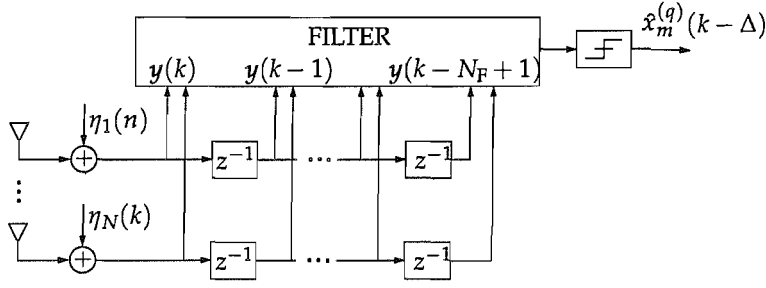 FILTER
x̂_m^(q)(k − Δ)
y(k) y(k − 1) y(k − N_F + 1)
η_1(n)
+ z^−1 ··· z^−1
⋮
η_N(k)
+ z^−1 ··· z^−1